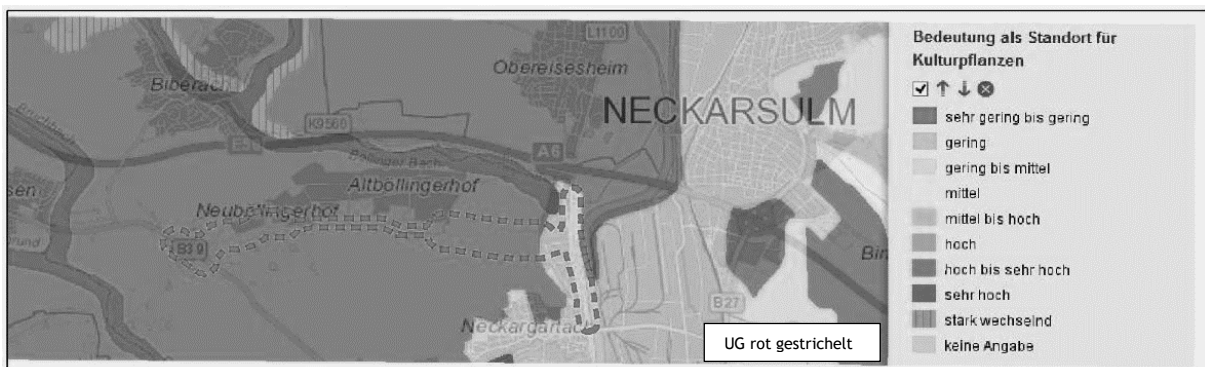 L1100
Biberach
Obereisesheim
NECKARSULM
K9560
A6
Böllinger Bach
Altböllingerhof
Neuböllingerhof
B39
B27
Neckargartach
UG rot gestrichelt
Bedeutung als Standort für
Kulturpflanzen
sehr gering bis gering
gering
gering bis mittel
mittel
mittel bis hoch
hoch
hoch bis sehr hoch
sehr hoch
stark wechselnd
keine Angabe